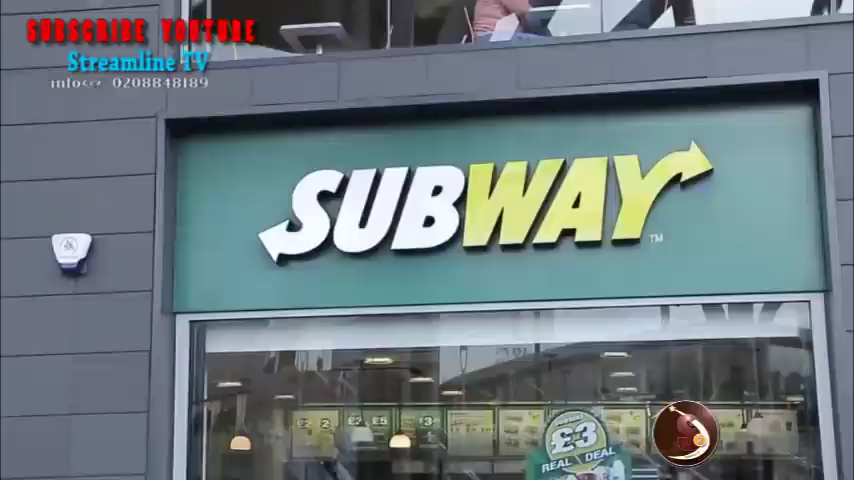 SUBSCRIBE YOUTUBE
Streamline TV
info<@ 0208848189
SUBWAY
TM
£3
REAL DEAL